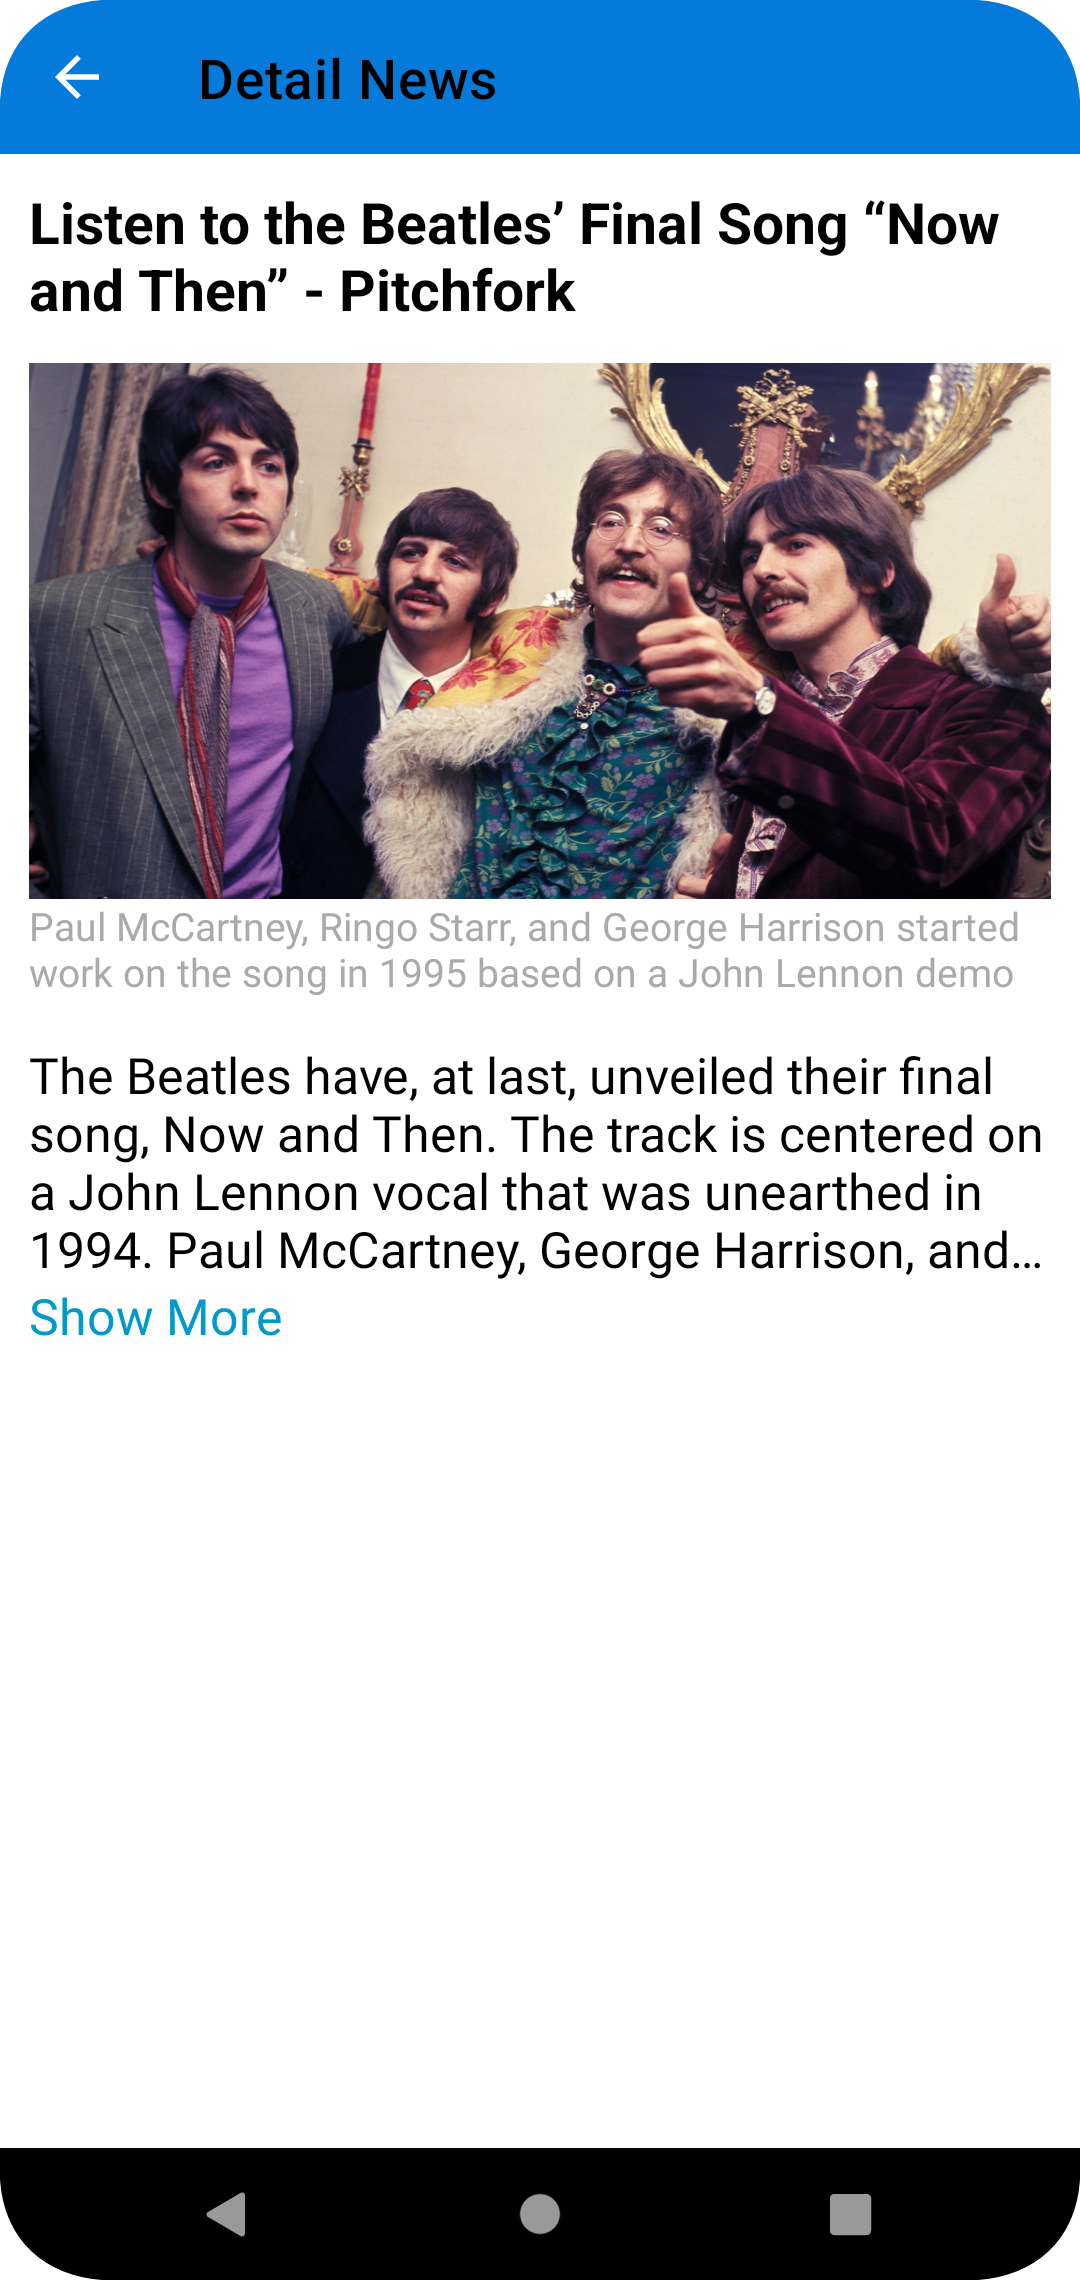 Detail News
Listen to the Beatles’ Final Song “Now
and Then” - Pitchfork
Paul McCartney, Ringo Starr, and George Harrison started
work on the song in 1995 based on a John Lennon demo
The Beatles have, at last, unveiled their final
song, Now and Then. The track is centered on
a John Lennon vocal that was unearthed in
1994. Paul McCartney, George Harrison, and…
Show More